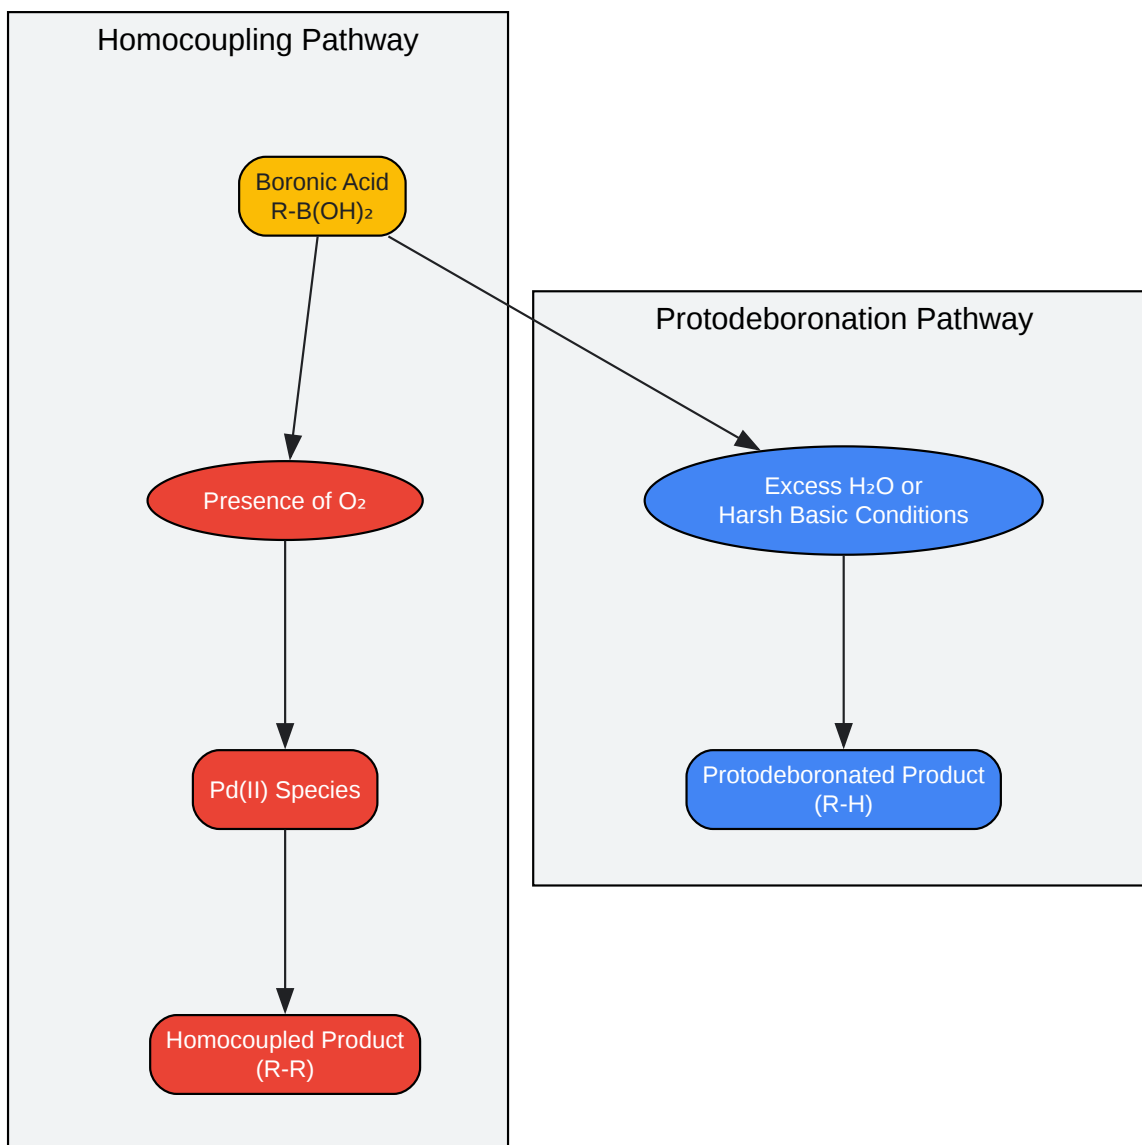 Homocoupling Pathway
Boronic Acid
R-B(OH)₂
Presence of O₂
Pd(II) Species
Homocoupled Product
(R-R)
Protodeboronation Pathway
Excess H₂O or
Harsh Basic Conditions
Protodeboronated Product
(R-H)